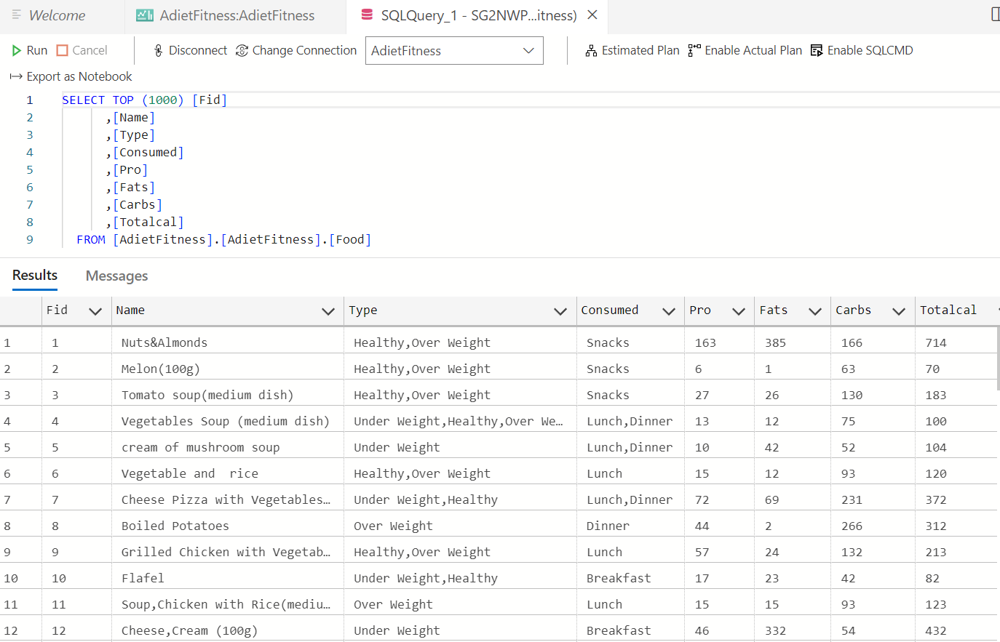 Welcome AdietFitness:AdietFitness SQLQuery_1 - SG2NWP...itness)
Run Cancel Disconnect Change Connection AdietFitness Estimated Plan Enable Actual Plan Enable SQLCMD
Export as Notebook
1 SELECT TOP (1000) [Fid]
2 ,[Name]
3 ,[Type]
4 ,[Consumed]
5 ,[Pro]
6 ,[Fats]
7 ,[Carbs]
8 ,[Totalcal]
9 FROM [AdietFitness].[AdietFitness].[Food]
Results Messages
Fid Name Type Consumed Pro Fats Carbs Totalcal
1 1 Nuts&Almonds Healthy,Over Weight Snacks 163 385 166 714
2 2 Melon(100g) Healthy,Over Weight Snacks 6 1 63 70
3 3 Tomato soup(medium dish) Healthy,Over Weight Snacks 27 26 130 183
4 4 Vegetables Soup (medium dish) Under Weight,Healthy,Over We... Lunch,Dinner 13 12 75 100
5 5 cream of mushroom soup Under Weight Lunch,Dinner 10 42 52 104
6 6 Vegetable and  rice Healthy,Over Weight Lunch 15 12 93 120
7 7 Cheese Pizza with Vegetables... Under Weight,Healthy Lunch,Dinner 72 69 231 372
8 8 Boiled Potatoes Over Weight Dinner 44 2 266 312
9 9 Grilled Chicken with Vegetab... Healthy,Over Weight Lunch 57 24 132 213
10 10 Flafel Under Weight,Healthy Breakfast 17 23 42 82
11 11 Soup,Chicken with Rice(mediu... Over Weight Lunch 15 15 93 123
12 12 Cheese,Cream (100g) Under Weight Breakfast 46 332 54 432